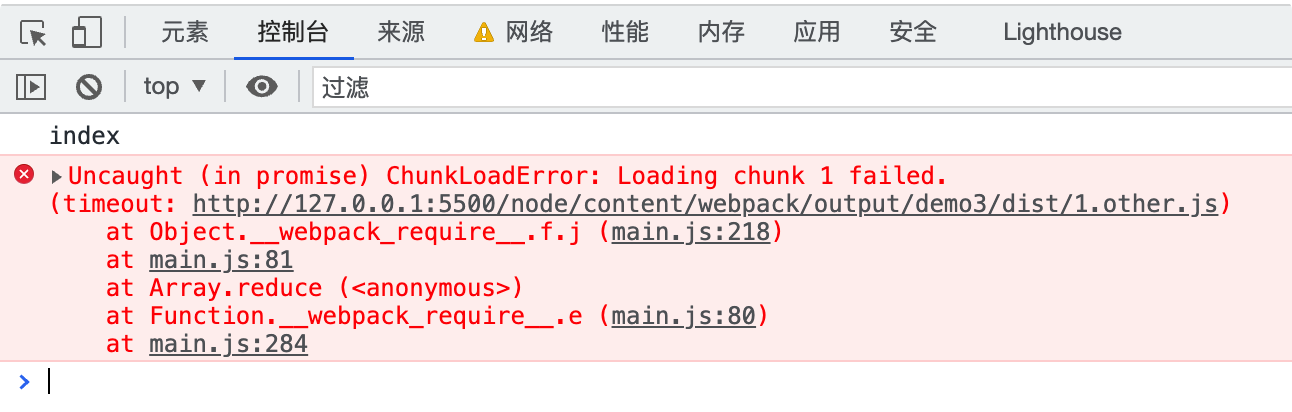 元素 控制台 来源 网络 性能 内存 应用 安全 Lighthouse
top ▼ 过滤
index
Uncaught (in promise) ChunkLoadError: Loading chunk 1 failed.
(timeout: http://127.0.0.1:5500/node/content/webpack/output/demo3/dist/1.other.js)
at Object.__webpack_require__.f.j (main.js:218)
at main.js:81
at Array.reduce (<anonymous>)
at Function.__webpack_require__.e (main.js:80)
at main.js:284